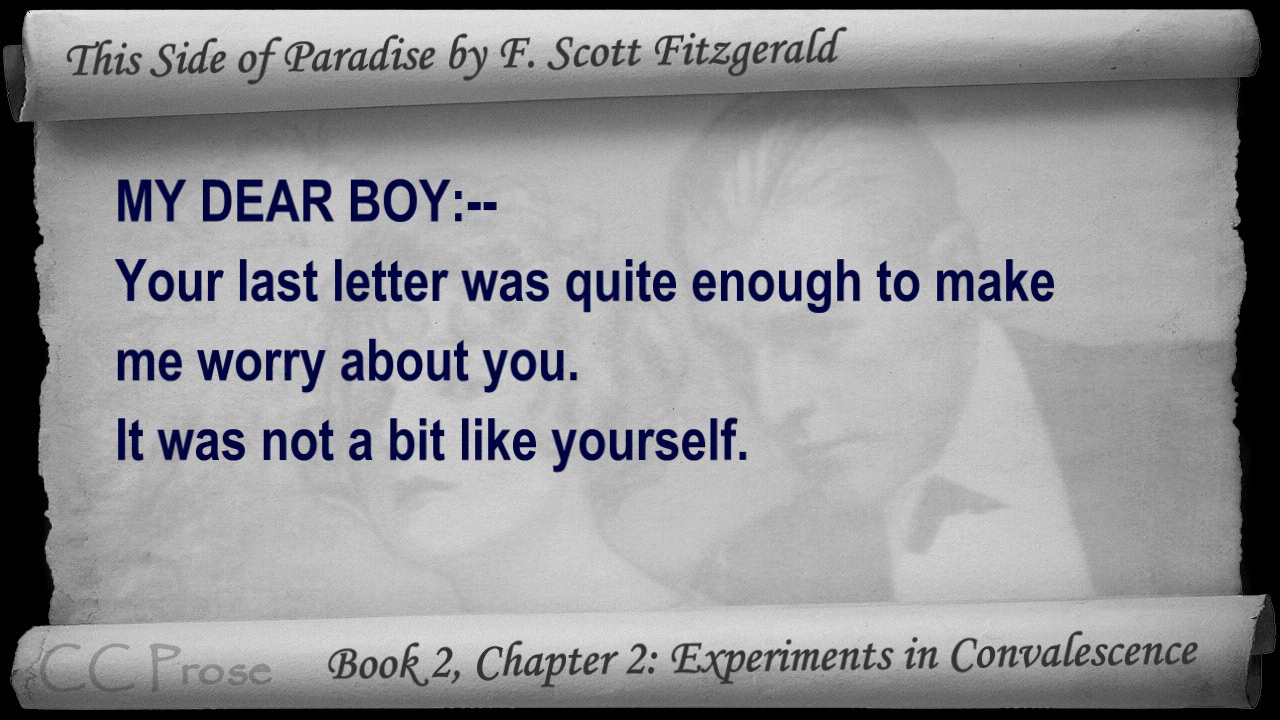 This Side of Paradise by F. Scott Fitzgerald
MY DEAR BOY:--
Your last letter was quite enough to make
me worry about you.
It was not a bit like yourself.
CC Prose
Book 2, Chapter 2: Experiments in Convalescence